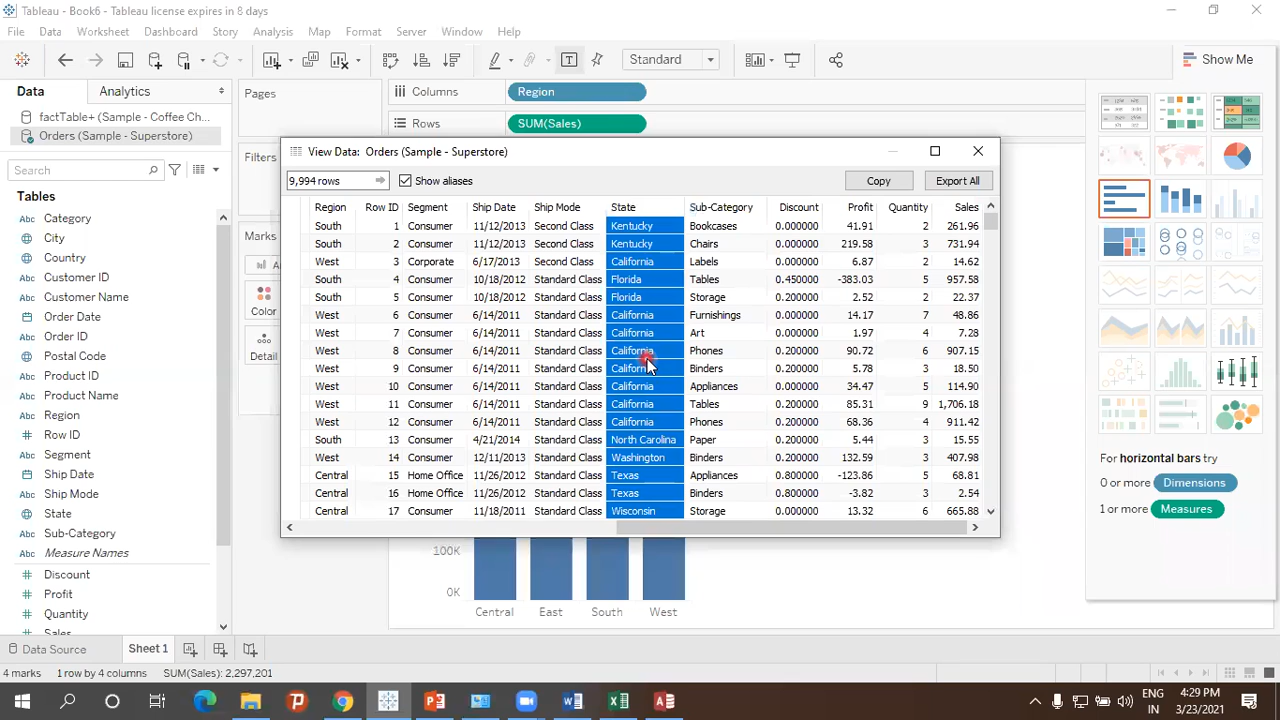 Tableau - Book6 - Tableau license expires in 8 days
File Data Worksheet Dashboard Story Analysis Map Format Server Window Help
Standard
Show Me
Data Analytics
Pages
Columns Region
Rows SUM(Sales)
factTable+ (Sample - Coffee Ch...
Orders (Sample - Superstore)
Search
Filters
Tables
Category
City
Country
Customer ID
Customer Name
Order Date
Order ID
Postal Code
Product ID
Product Name
Region
Row ID
Segment
Ship Date
Ship Mode
State
Sub-Category
Measure Names
Discount
Profit
Quantity
Sales
Marks
Color
Detail
View Data: Orders (Sample - Superstore)
9,994 rows Show aliases Copy Export All
Region Row ID Segment Ship Date Ship Mode State Sub-Category Discount Profit Quantity Sales
South 1 Consumer 11/12/2013 Second Class Kentucky Bookcases 0.000000 41.91 2 261.96
South 2 Consumer 11/12/2013 Second Class Kentucky Chairs 0.000000 219.58 3 731.94
West 3 Corporate 6/17/2013 Second Class California Labels 0.000000 6.87 2 14.62
South 4 Consumer 10/18/2012 Standard Class Florida Tables 0.450000 -383.03 5 957.58
South 5 Consumer 10/18/2012 Standard Class Florida Storage 0.200000 2.52 2 22.37
West 6 Consumer 6/14/2011 Standard Class California Furnishings 0.000000 14.17 7 48.86
West 7 Consumer 6/14/2011 Standard Class California Art 0.000000 1.97 4 7.28
West 8 Consumer 6/14/2011 Standard Class California Phones 0.200000 90.72 6 907.15
West 9 Consumer 6/14/2011 Standard Class California Binders 0.200000 5.78 3 18.50
West 10 Consumer 6/14/2011 Standard Class California Appliances 0.000000 34.47 5 114.90
West 11 Consumer 6/14/2011 Standard Class California Tables 0.200000 85.31 9 1,706.18
West 12 Consumer 6/14/2011 Standard Class California Phones 0.200000 68.36 4 911.42
South 13 Consumer 4/21/2014 Standard Class North Carolina Paper 0.200000 5.44 3 15.55
West 14 Consumer 12/11/2013 Standard Class Washington Binders 0.200000 132.59 3 407.98
Central 15 Home Office 11/26/2012 Standard Class Texas Appliances 0.800000 -123.86 5 68.81
Central 16 Home Office 11/26/2012 Standard Class Texas Binders 0.800000 -3.82 3 2.54
Central 17 Consumer 11/18/2011 Standard Class Wisconsin Storage 0.000000 13.32 6 665.88
100K
0K
Central East South West
For horizontal bars try
0 or more Dimensions
1 or more Measures
Data Source Sheet 1
4 marks 1 row by 4 columns SUM(Sales): 2,297,201
ENG
IN
4:29 PM
3/23/2021